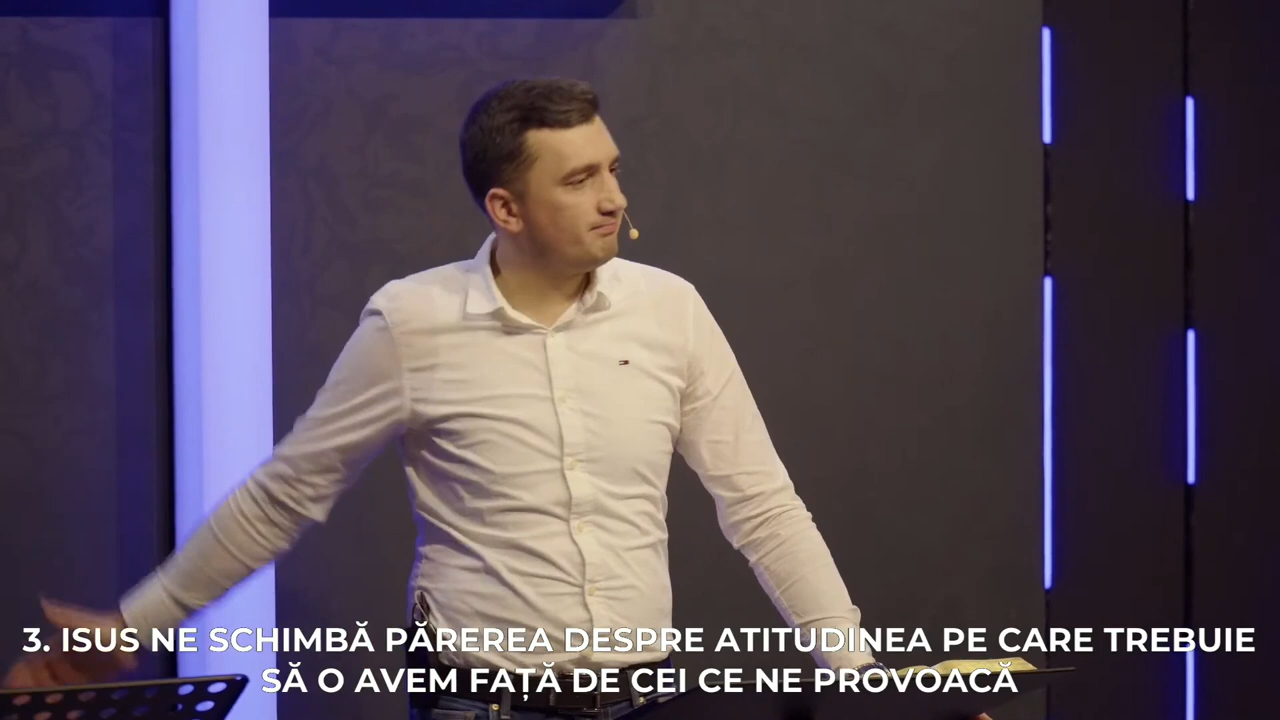 3. ISUS NE SCHIMBĂ PĂREREA DESPRE ATITUDINEA PE CARE TREBUIE
SĂ O AVEM FAȚĂ DE CEI CE NE PROVOACĂ